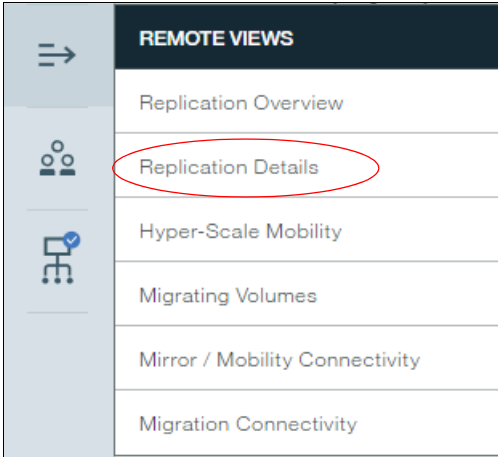 REMOTE VIEWS
Replication Overview
Replication Details
Hyper-Scale Mobility
Migrating Volumes
Mirror / Mobility Connectivity
Migration Connectivity